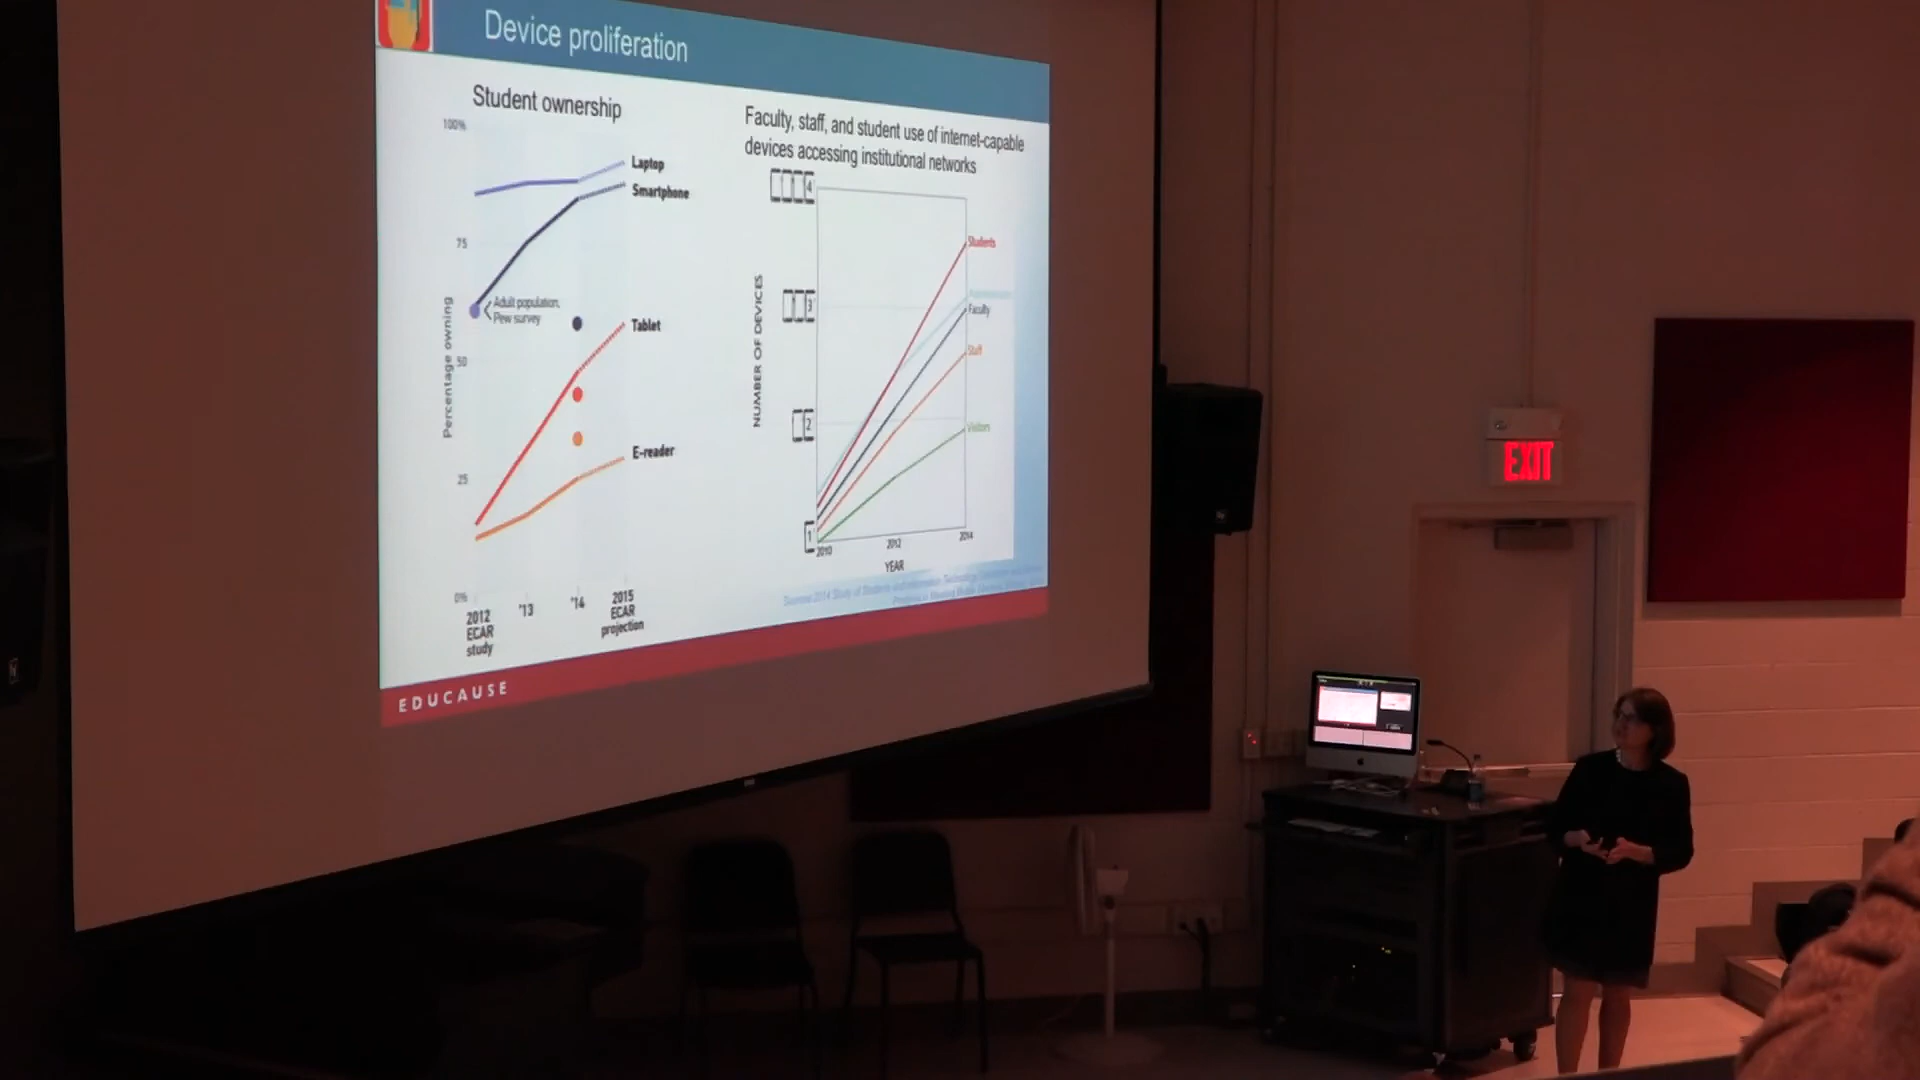 Device proliferation
Student ownership
100%
75
50
25
0%
Percentage owning
Laptop
Smartphone
Adult population,
Pew survey
Tablet
E-reader
2012
ECAR
study
'13
'14
2015
ECAR
projection
Faculty, staff, and student use of internet-capable
devices accessing institutional networks
4
3
2
1
NUMBER OF DEVICES
Students
Faculty
Staff
Visitors
2010
2012
2014
YEAR
EDUCAUSE
EXIT